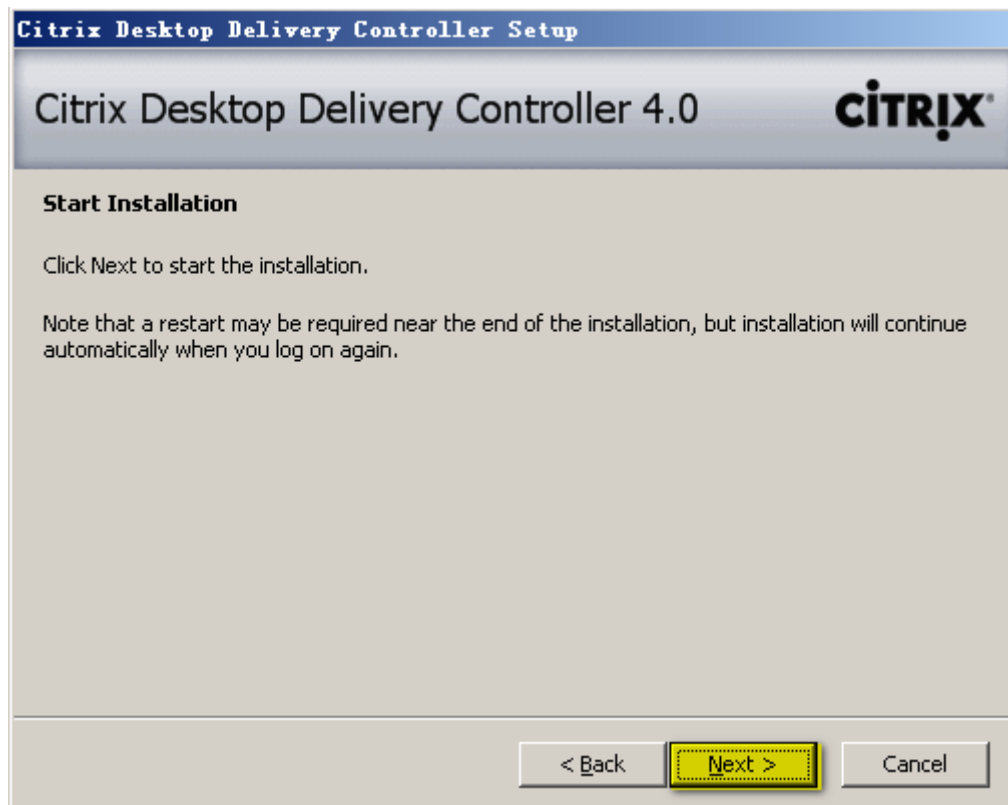 Citrix Desktop Delivery Controller Setup
Citrix Desktop Delivery Controller 4.0
CİTRIX
Start Installation
Click Next to start the installation.
Note that a restart may be required near the end of the installation, but installation will continue
automatically when you log on again.
< Back
Next >
Cancel